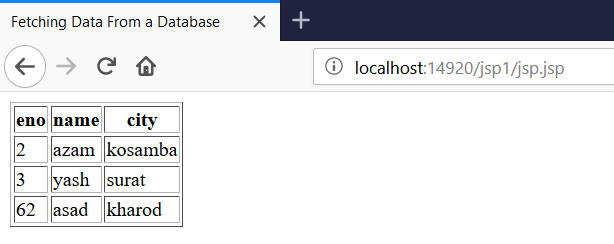 Fetching Data From a Database
localhost:14920/jsp1/jsp.jsp
eno name city
2 azam kosamba
3 yash surat
62 asad kharod